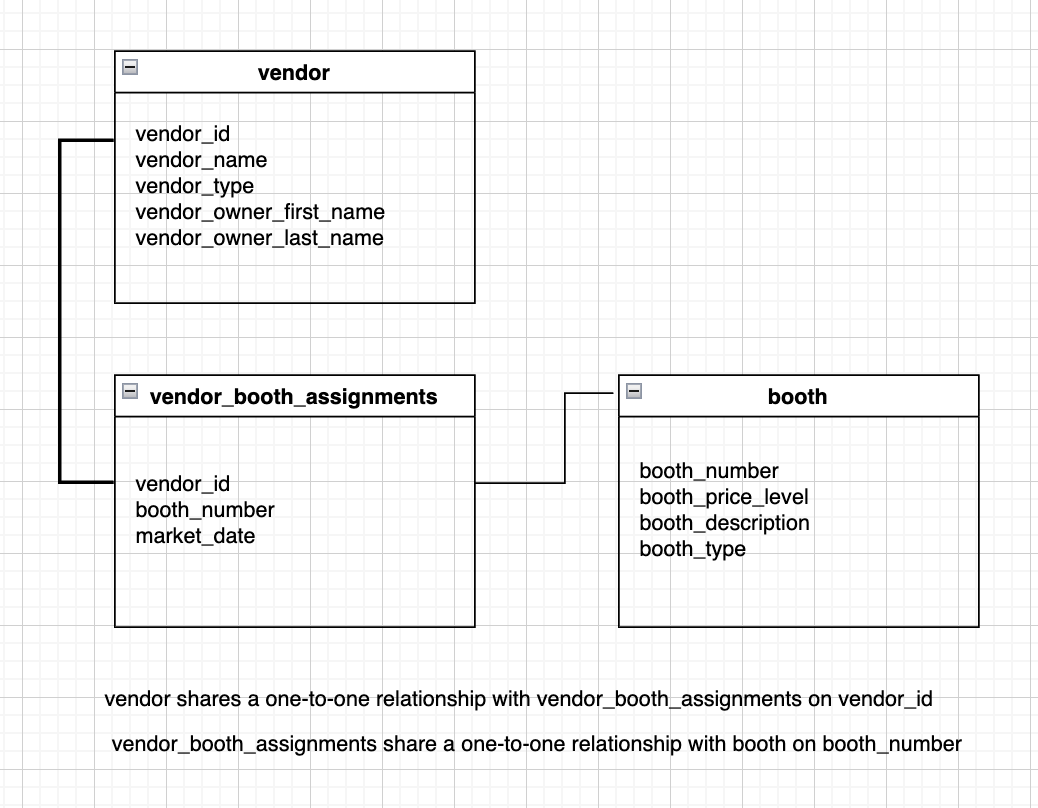 vendor
vendor_id
vendor_name
vendor_type
vendor_owner_first_name
vendor_owner_last_name
vendor_booth_assignments
vendor_id
booth_number
market_date
booth
booth_number
booth_price_level
booth_description
booth_type
vendor shares a one-to-one relationship with vendor_booth_assignments on vendor_id
vendor_booth_assignments share a one-to-one relationship with booth on booth_number